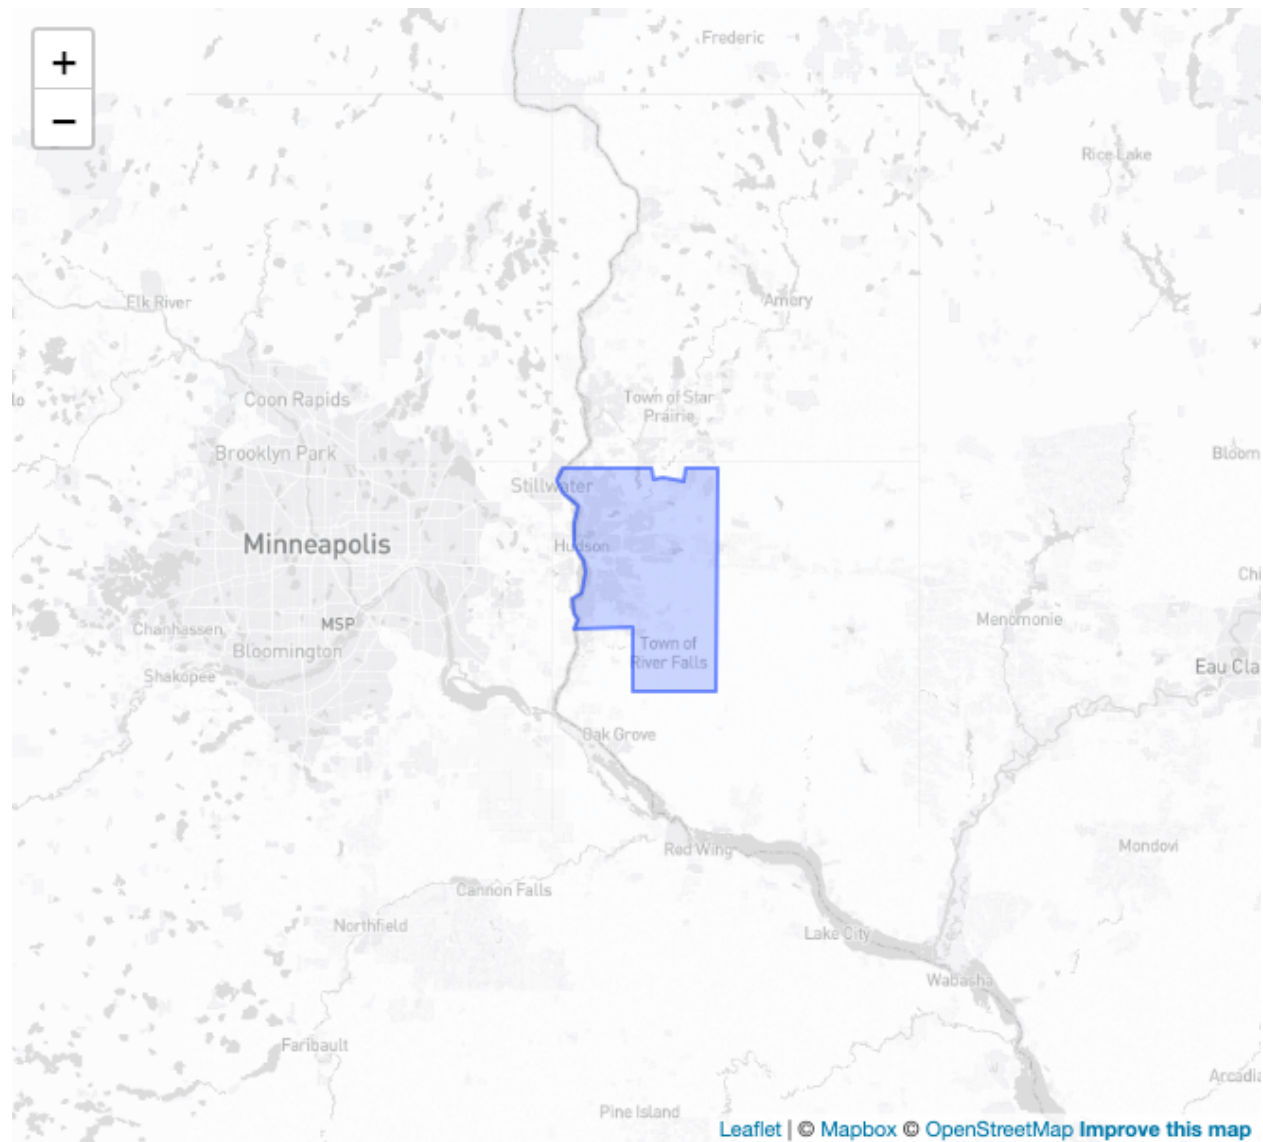 +
−
Frederic
Rice Lake
Elk River
Amery
lo
Coon Rapids
Town of Star
Prairie
Brooklyn Park
Bloom
Stillwater
Minneapolis
Hudson
Chi
MSP
Chanhassen
Menomonie
Bloomington
Town of
River Falls
Shakopee
Eau Cla
Oak Grove
Red Wing
Mondovi
Cannon Falls
Northfield
Lake City
Wabasha
Faribault
Arcadia
Pine Island
Leaflet | © Mapbox © OpenStreetMap Improve this map